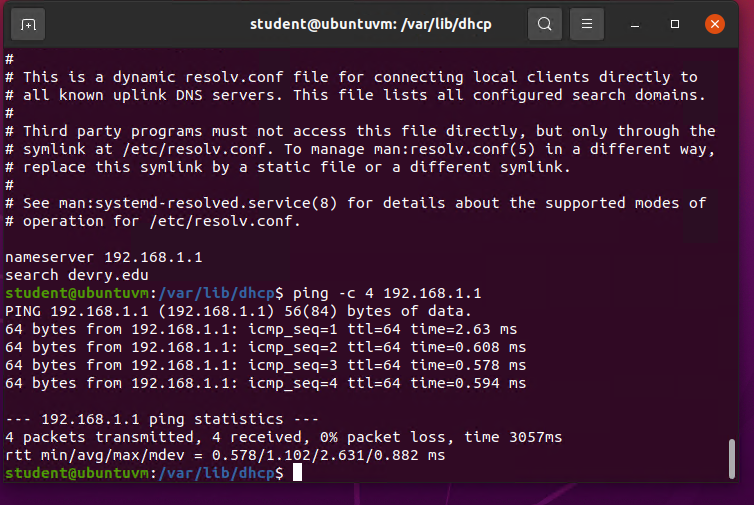 student@ubuntuvm: /var/lib/dhcp
#
# This is a dynamic resolv.conf file for connecting local clients directly to
# all known uplink DNS servers. This file lists all configured search domains.
#
# Third party programs must not access this file directly, but only through the
# symlink at /etc/resolv.conf. To manage man:resolv.conf(5) in a different way,
# replace this symlink by a static file or a different symlink.
#
# See man:systemd-resolved.service(8) for details about the supported modes of
# operation for /etc/resolv.conf.

nameserver 192.168.1.1
search devry.edu
student@ubuntuvm:/var/lib/dhcp$ ping -c 4 192.168.1.1
PING 192.168.1.1 (192.168.1.1) 56(84) bytes of data.
64 bytes from 192.168.1.1: icmp_seq=1 ttl=64 time=2.63 ms
64 bytes from 192.168.1.1: icmp_seq=2 ttl=64 time=0.608 ms
64 bytes from 192.168.1.1: icmp_seq=3 ttl=64 time=0.578 ms
64 bytes from 192.168.1.1: icmp_seq=4 ttl=64 time=0.594 ms

--- 192.168.1.1 ping statistics ---
4 packets transmitted, 4 received, 0% packet loss, time 3057ms
rtt min/avg/max/mdev = 0.578/1.102/2.631/0.882 ms
student@ubuntuvm:/var/lib/dhcp$